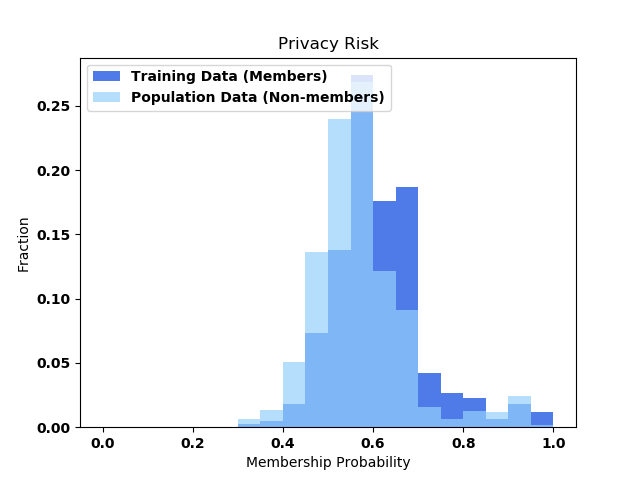 Privacy Risk
Training Data (Members)
Population Data (Non-members)
Fraction
0.25
0.20
0.15
0.10
0.05
0.00
0.0 0.2 0.4 0.6 0.8 1.0
Membership Probability